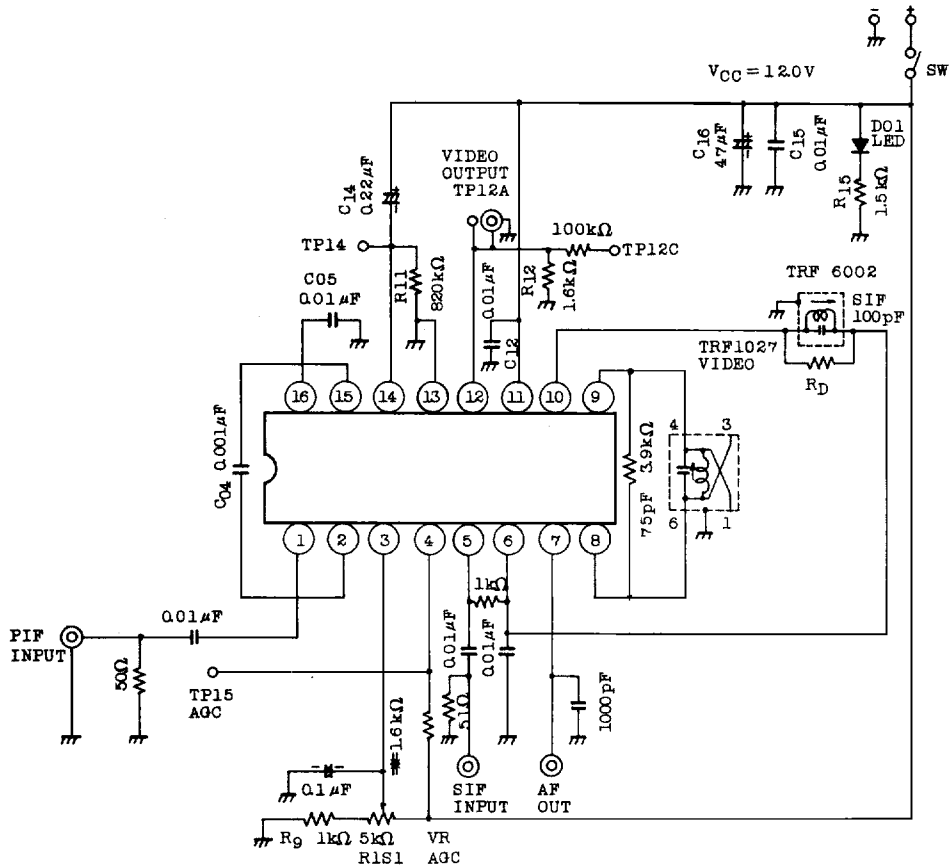 - +
SW
VCC = 12.0V
C16
47μF
C15
0.01μF
D01
LED
R15
1.5kΩ
VIDEO
OUTPUT
TP12A
C14
0.22μF
100kΩ
TP12C
TP14
R11
820kΩ
0.01μF
C12
R12
1.6kΩ
C05
0.01μF
TRF 6002
SIF
100pF
TRF1027
VIDEO
RD
16 15 14 13 12 11 10 9
C04 0.001μF
3.9kΩ
75pF
4 3
6 1
1 2 3 4 5 6 7 8
1kΩ
0.01μF
PIF
INPUT
50Ω
0.01μF
0.01μF
TP15
AGC
※1.6kΩ
51Ω
1000pF
0.1μF
SIF
INPUT
AF
OUT
R9 1kΩ 5kΩ
R1S1
VR
AGC